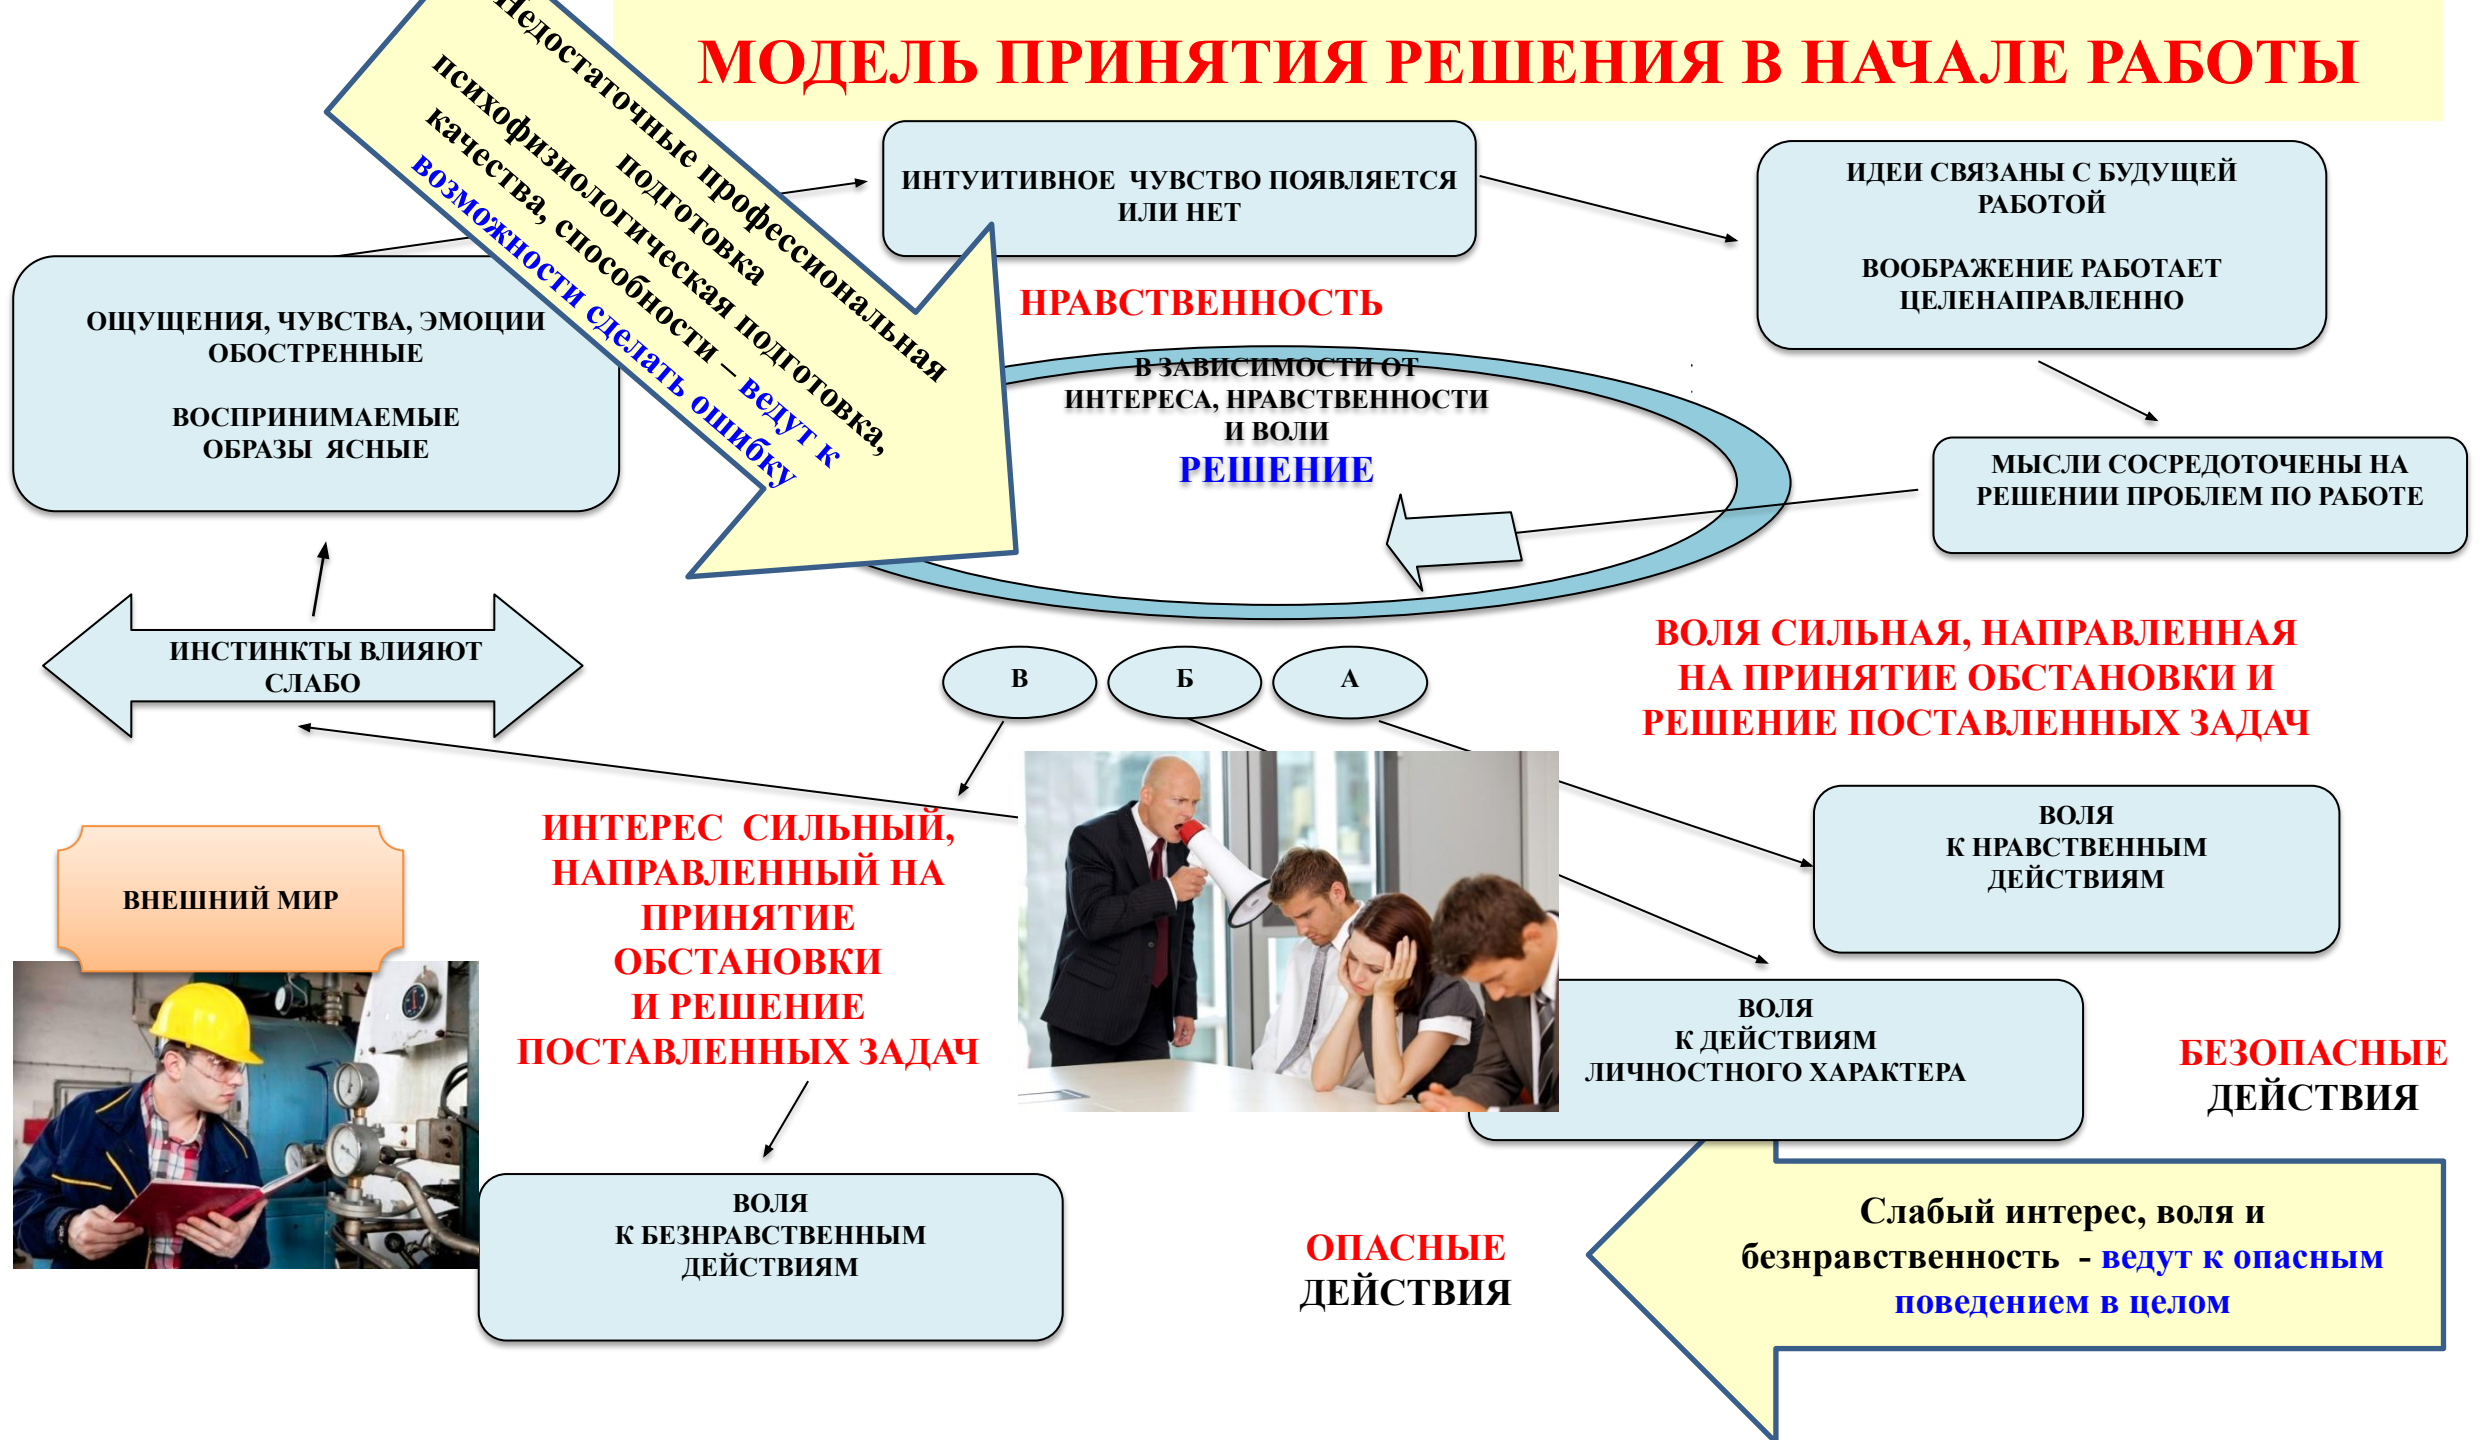 МОДЕЛЬ ПРИНЯТИЯ РЕШЕНИЯ В НАЧАЛЕ РАБОТЫ
Недостаточные профессиональная
подготовка
психофизиологическая подготовка,
качества, способности – ведут к
возможности сделать ошибку
ИНТУИТИВНОЕ ЧУВСТВО ПОЯВЛЯЕТСЯ
ИЛИ НЕТ
ИДЕИ СВЯЗАНЫ С БУДУЩЕЙ
РАБОТОЙ
ВООБРАЖЕНИЕ РАБОТАЕТ
ЦЕЛЕНАПРАВЛЕННО
ОЩУЩЕНИЯ, ЧУВСТВА, ЭМОЦИИ
ОБОСТРЕННЫЕ
ВОСПРИНИМАЕМЫЕ
ОБРАЗЫ ЯСНЫЕ
НРАВСТВЕННОСТЬ
В ЗАВИСИМОСТИ ОТ
ИНТЕРЕСА, НРАВСТВЕННОСТИ
И ВОЛИ
РЕШЕНИЕ
МЫСЛИ СОСРЕДОТОЧЕНЫ НА
РЕШЕНИИ ПРОБЛЕМ ПО РАБОТЕ
ИНСТИНКТЫ ВЛИЯЮТ
СЛАБО
В
Б
А
ВОЛЯ СИЛЬНАЯ, НАПРАВЛЕННАЯ
НА ПРИНЯТИЕ ОБСТАНОВКИ И
РЕШЕНИЕ ПОСТАВЛЕННЫХ ЗАДАЧ
ВНЕШНИЙ МИР
ИНТЕРЕС СИЛЬНЫЙ,
НАПРАВЛЕННЫЙ НА
ПРИНЯТИЕ
ОБСТАНОВКИ
И РЕШЕНИЕ
ПОСТАВЛЕННЫХ ЗАДАЧ
ВОЛЯ
К НРАВСТВЕННЫМ
ДЕЙСТВИЯМ
ВОЛЯ
К ДЕЙСТВИЯМ
ЛИЧНОСТНОГО ХАРАКТЕРА
БЕЗОПАСНЫЕ
ДЕЙСТВИЯ
ВОЛЯ
К БЕЗНРАВСТВЕННЫМ
ДЕЙСТВИЯМ
ОПАСНЫЕ
ДЕЙСТВИЯ
Слабый интерес, воля и
безнравственность - ведут к опасным
поведением в целом